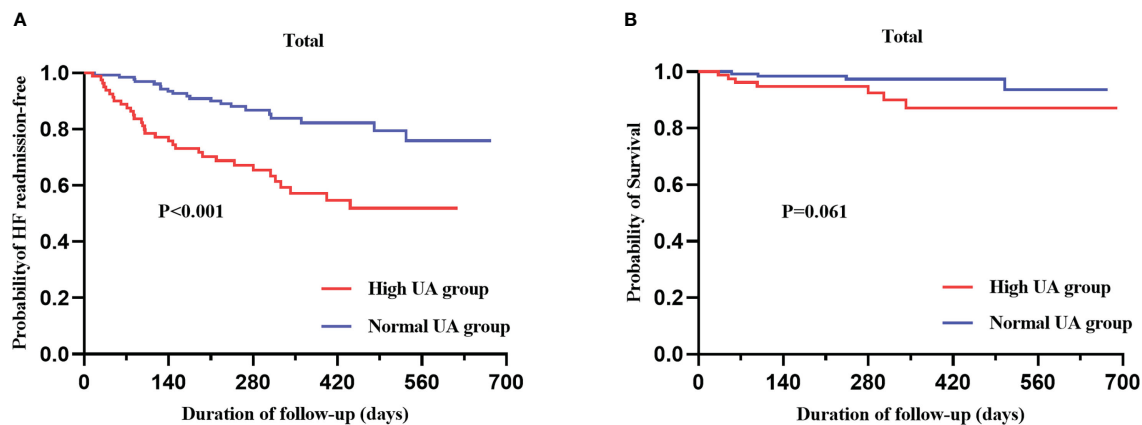 A
Total
Probabilityof HF readmission-free
1.0
0.8
0.6
0.4
0.2
0.0
P<0.001
High UA group
Normal UA group
0 140 280 420 560 700
Duration of follow-up (days)
B
Total
Probability of Survival
1.0
0.8
0.6
0.4
0.2
0.0
P=0.061
High UA group
Normal UA group
0 140 280 420 560 700
Duration of follow-up (days)